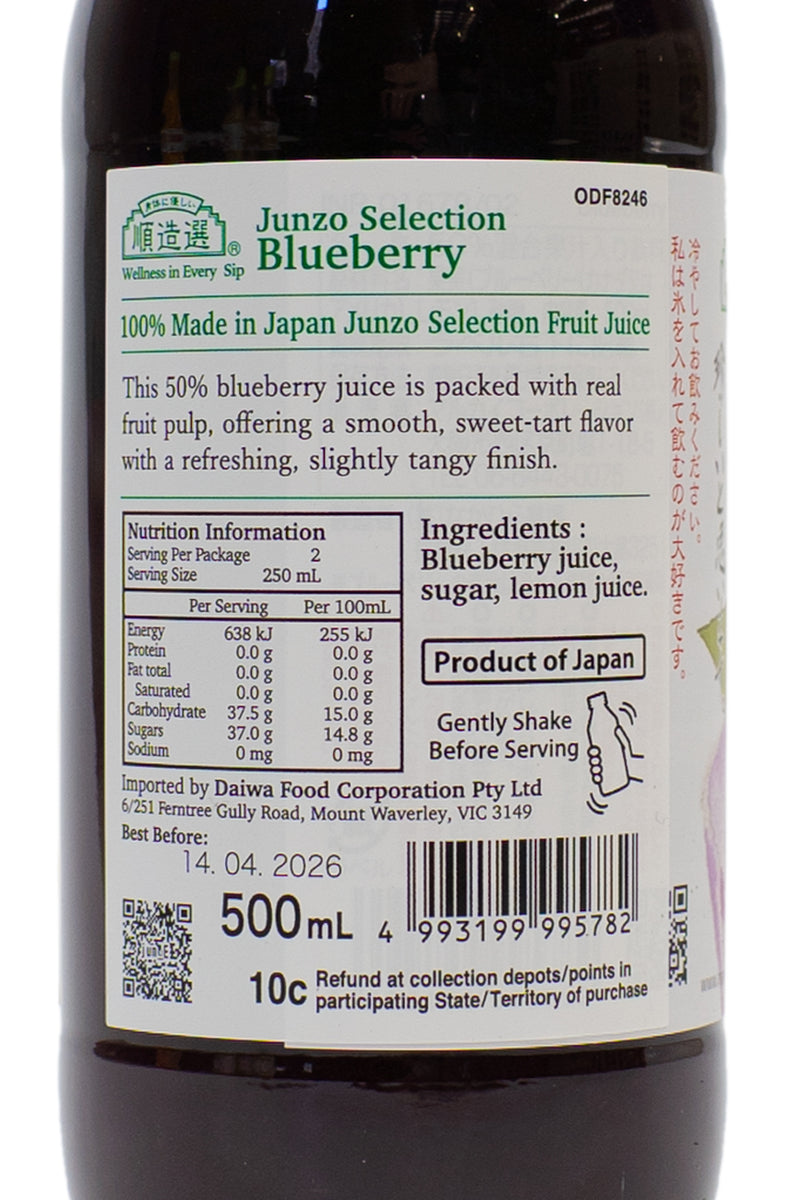 ODF8246
身体に優しい
順造選®
Wellness in Every Sip
Junzo Selection
Blueberry
100% Made in Japan Junzo Selection Fruit Juice
This 50% blueberry juice is packed with real
fruit pulp, offering a smooth, sweet-tart flavor
with a refreshing, slightly tangy finish.
Nutrition Information
Serving Per Package 2
Serving Size 250 mL
Per Serving Per 100mL
Energy 638 kJ 255 kJ
Protein 0.0 g 0.0 g
Fat total 0.0 g 0.0 g
Saturated 0.0 g 0.0 g
Carbohydrate 37.5 g 15.0 g
Sugars 37.0 g 14.8 g
Sodium 0 mg 0 mg
Ingredients :
Blueberry juice,
sugar, lemon juice.
Product of Japan
Gently Shake
Before Serving
Imported by Daiwa Food Corporation Pty Ltd
6/251 Ferntree Gully Road, Mount Waverley, VIC 3149
Best Before:
14. 04. 2026
500mL
4 993199 995782
10c Refund at collection depots/points in
participating State/Territory of purchase
冷やしてお飲みください。
私は氷を入れて飲むのが大好きです。